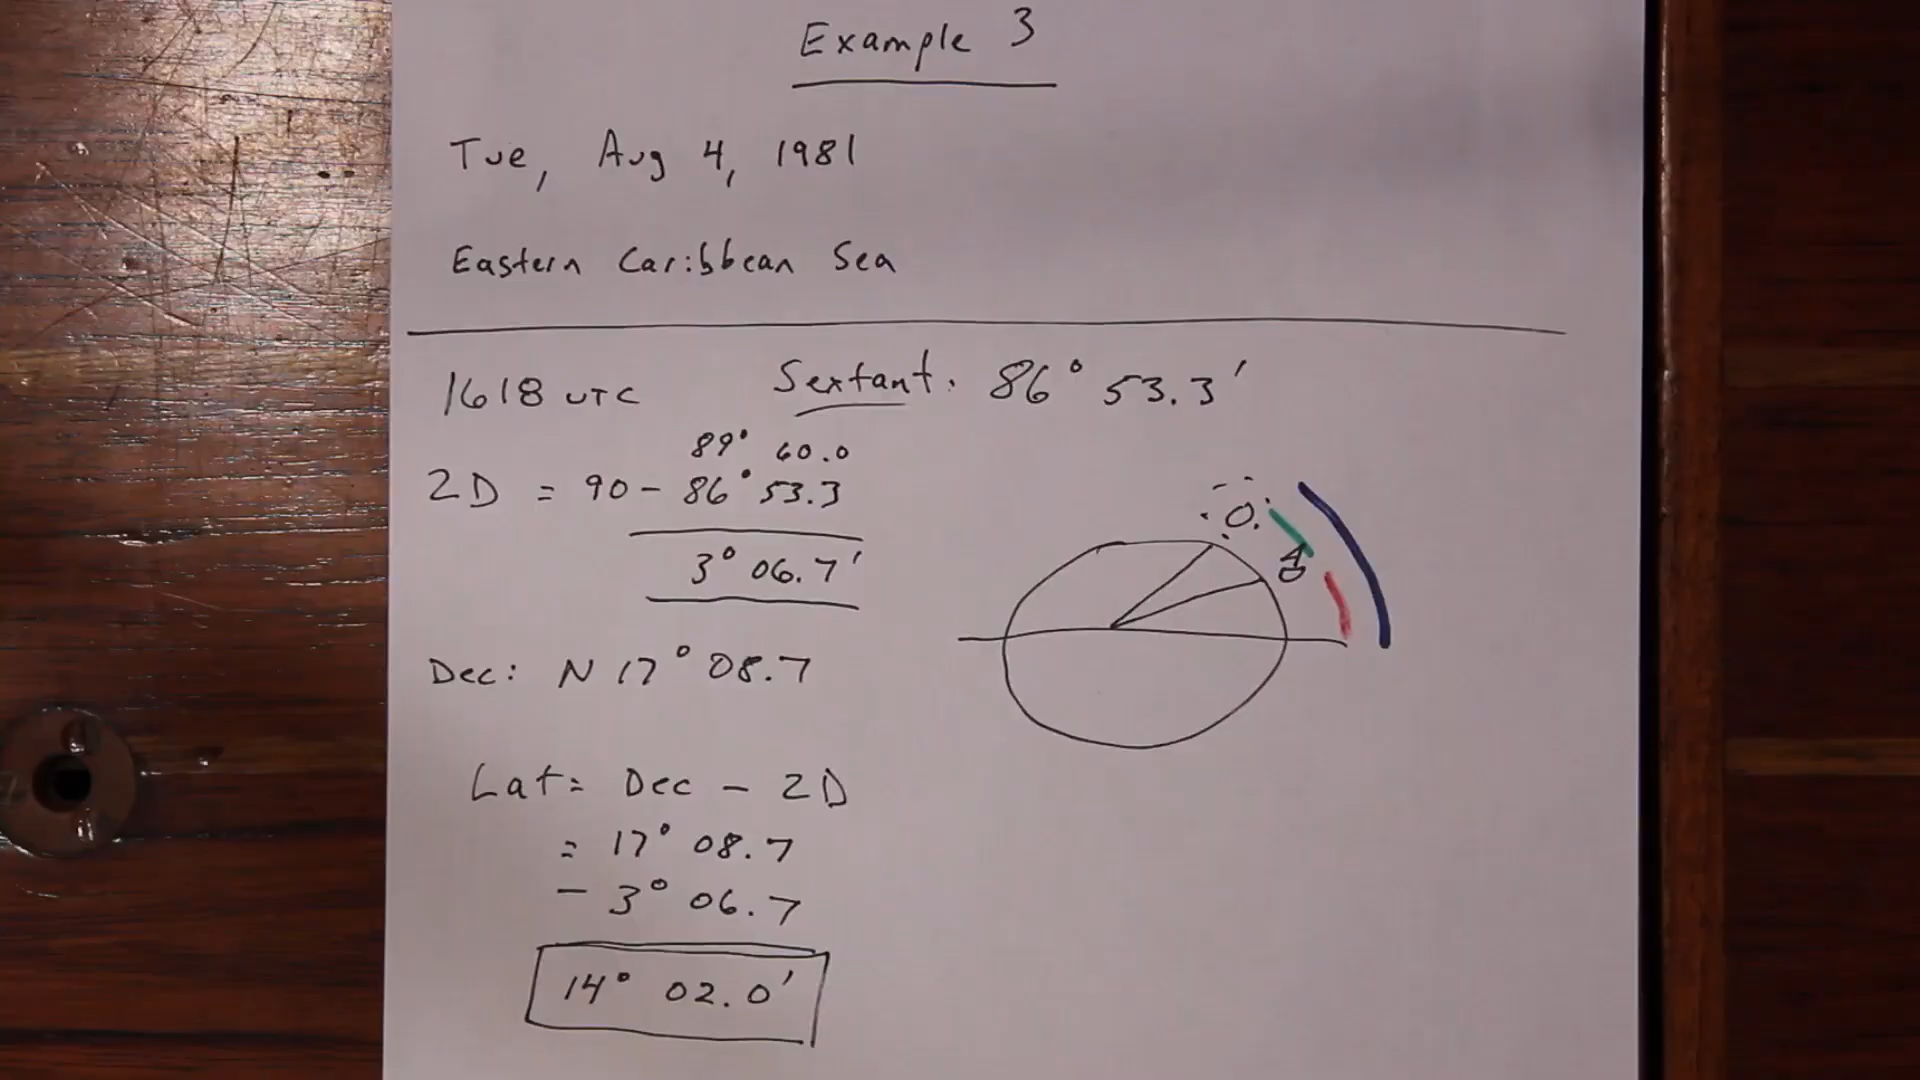 Example 3
Tue, Aug 4, 1981
Eastern Caribbean Sea
1618 UTC Sextant: 86° 53.3'
89° 60.0
ZD = 90 - 86° 53.3
3° 06.7'
Dec: N 17° 08.7
Lat = Dec - ZD
= 17° 08.7
- 3° 06.7
14° 02.0'